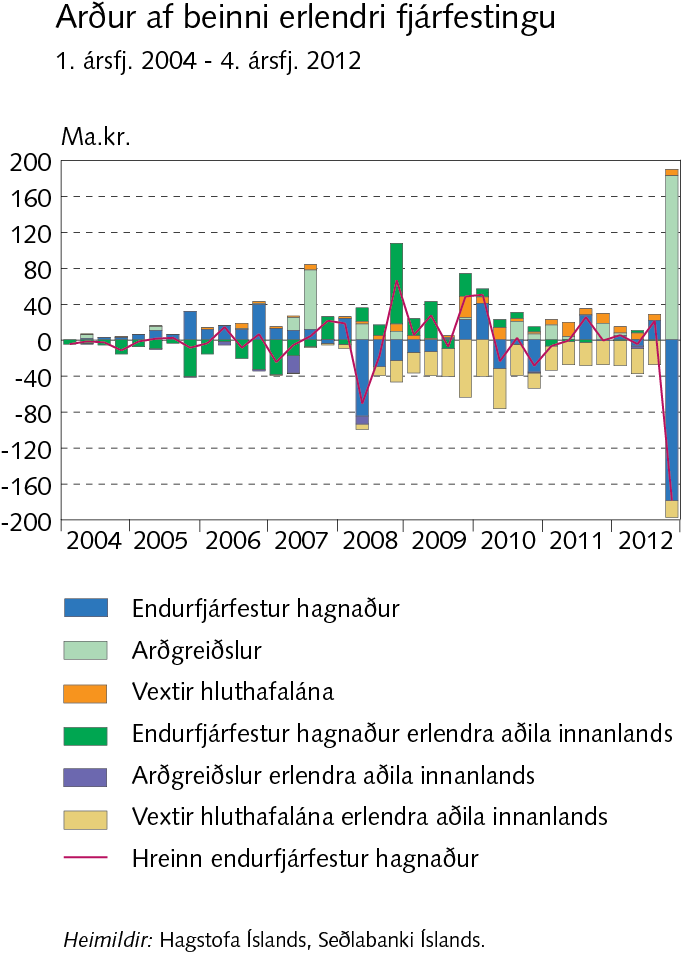 Arður af beinni erlendri fjárfestingu
1. ársfj. 2004 - 4. ársfj. 2012
Ma.kr.
200
160
120
80
40
0
-40
-80
-120
-160
-200
2004 2005 2006 2007 2008 2009 2010 2011 2012
Endurfjárfestur hagnaður
Arðgreiðslur
Vextir hluthafalána
Endurfjárfestur hagnaður erlendra aðila innanlands
Arðgreiðslur erlendra aðila innanlands
Vextir hluthafalána erlendra aðila innanlands
Hreinn endurfjárfestur hagnaður
Heimildir: Hagstofa Íslands, Seðlabanki Íslands.